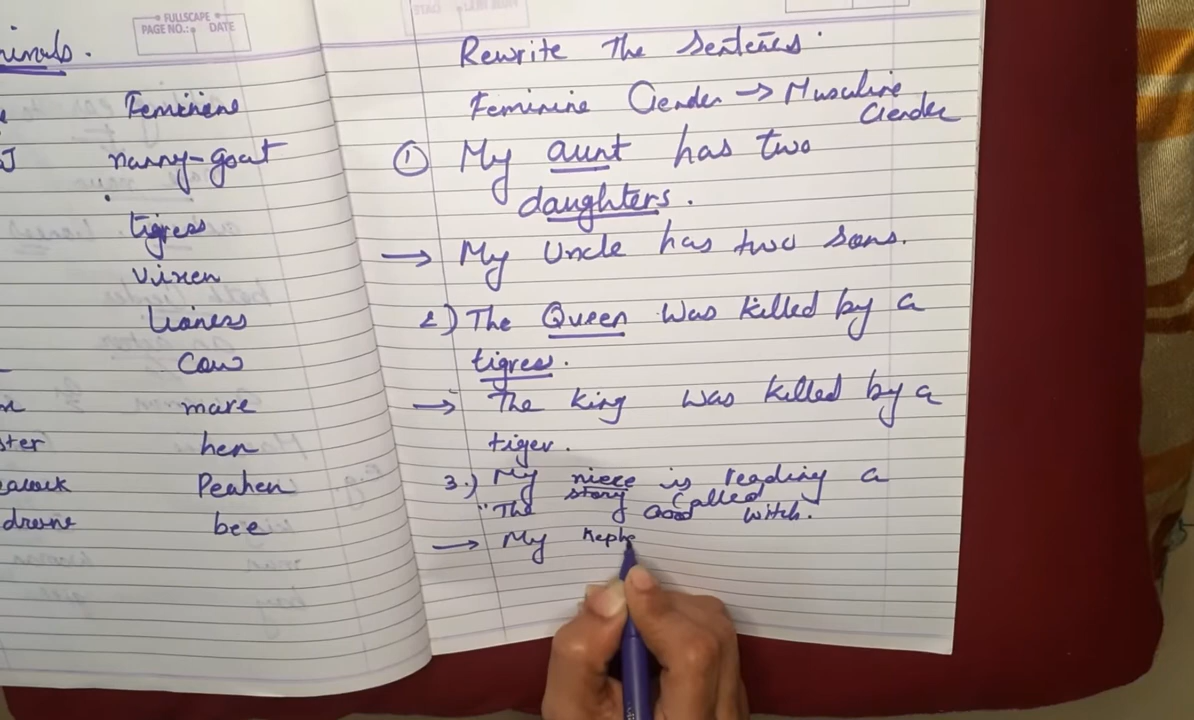 FULLSCAPE
PAGE NO.: DATE
Feminine
nanny-goat
tigress
vixen
lioness
cow
mare
hen
Peahen
drone bee
Rewrite The Sentences.
Feminine Gender → Musculine
Gender
① My aunt has two
daughters.
→ My Uncle has two sons.
2) The Queen was killed by a
tigress.
→ The king was killed by a
tiger.
3.) My niece is reading a
story called
"The Good witch.
→ My Nephe